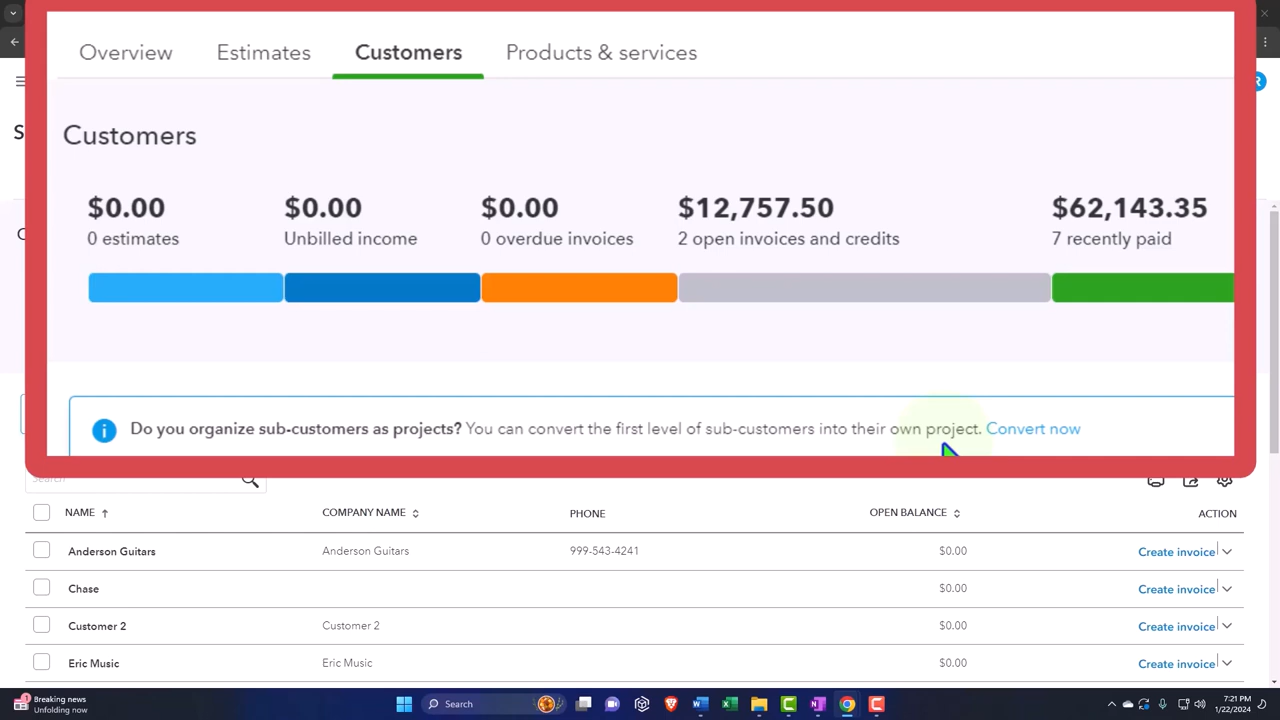 Overview Estimates Customers Products & services
Customers
$0.00 $0.00 $0.00 $12,757.50 $62,143.35
0 estimates Unbilled income 0 overdue invoices 2 open invoices and credits 7 recently paid
Do you organize sub-customers as projects? You can convert the first level of sub-customers into their own project. Convert now
Search
NAME COMPANY NAME PHONE OPEN BALANCE ACTION
Anderson Guitars Anderson Guitars 999-543-4241 $0.00 Create invoice
Chase $0.00 Create invoice
Customer 2 Customer 2 $0.00 Create invoice
Eric Music Eric Music $0.00 Create invoice
Breaking news
Unfolding now
Search
7:21 PM
1/22/2024